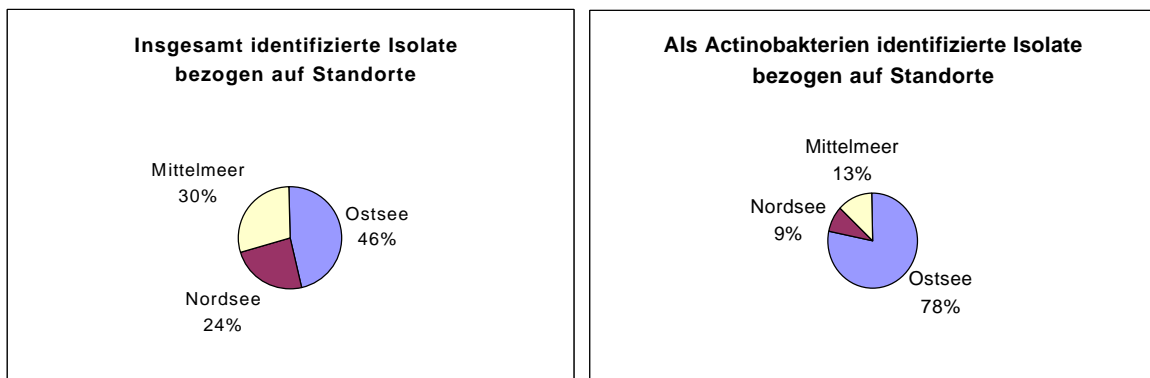 Insgesamt identifizierte Isolate
bezogen auf Standorte
Mittelmeer
30%
Ostsee
46%
Nordsee
24%
Als Actinobakterien identifizierte Isolate
bezogen auf Standorte
Mittelmeer
13%
Nordsee
9%
Ostsee
78%